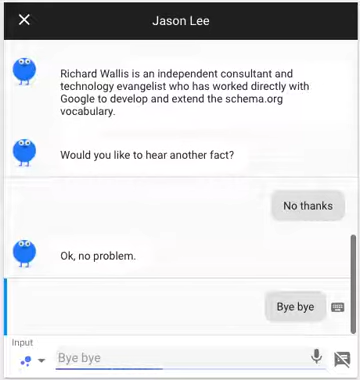 Jason Lee
Richard Wallis is an independent consultant and
technology evangelist who has worked directly with
Google to develop and extend the schema.org
vocabulary.
Would you like to hear another fact?
No thanks
Ok, no problem.
Bye bye
Input
Bye bye